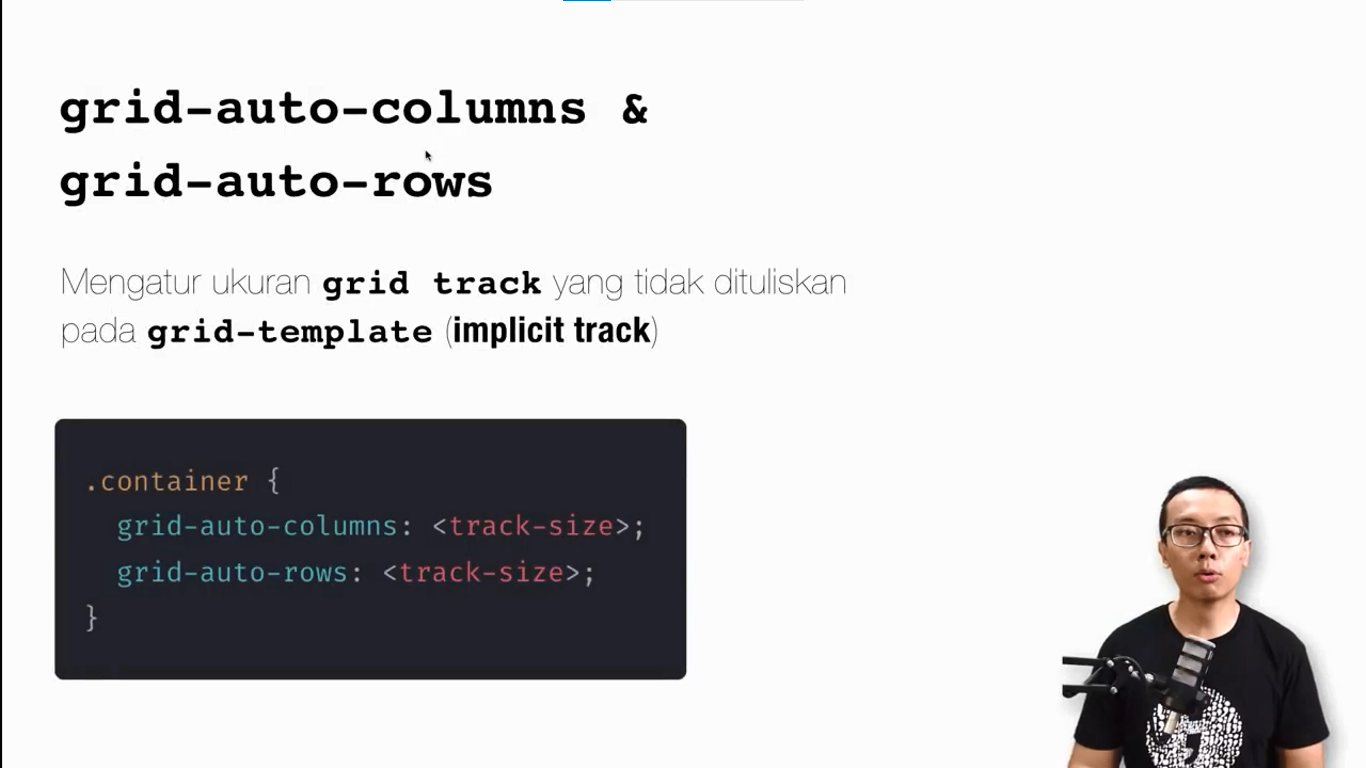 grid-auto-columns &
grid-auto-rows
Mengatur ukuran grid track yang tidak dituliskan
pada grid-template (implicit track)
.container {
grid-auto-columns: <track-size>;
grid-auto-rows: <track-size>;
}